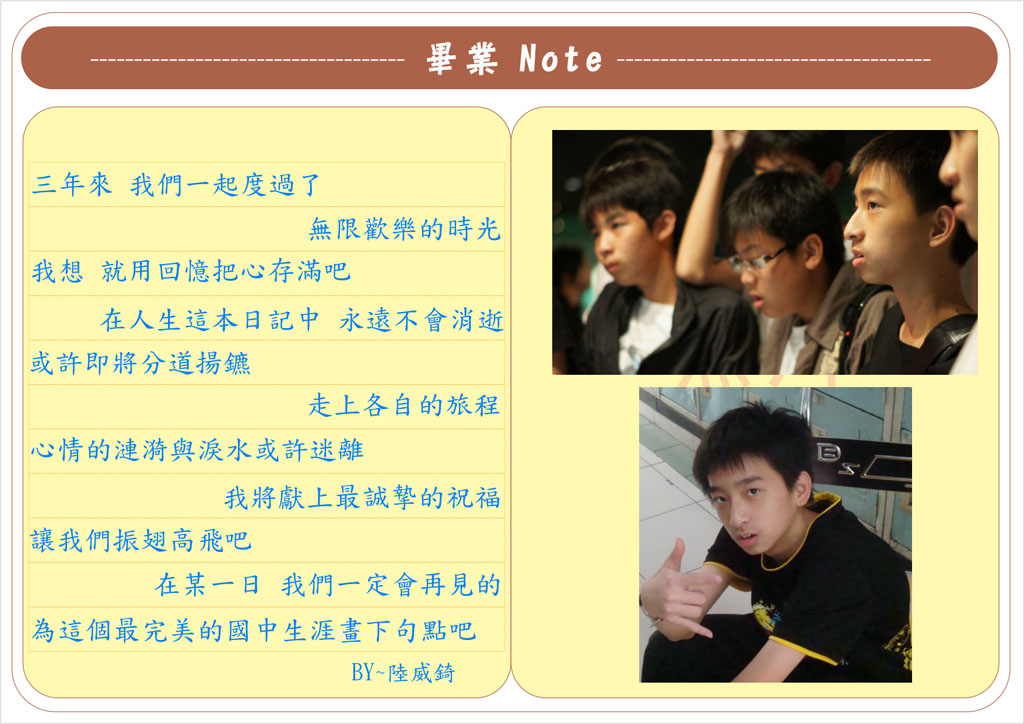 ---------------------------------- 畢業 Note ----------------------------------
三年來 我們一起度過了
無限歡樂的時光
我想 就用回憶把心存滿吧
在人生這本日記中 永遠不會消逝
或許即將分道揚鑣
走上各自的旅程
心情的漣漪與淚水或許迷離
我將獻上最誠摯的祝福
讓我們振翅高飛吧
在某一日 我們一定會再見的
為這個最完美的國中生涯畫下句點吧
BY~陸威錡